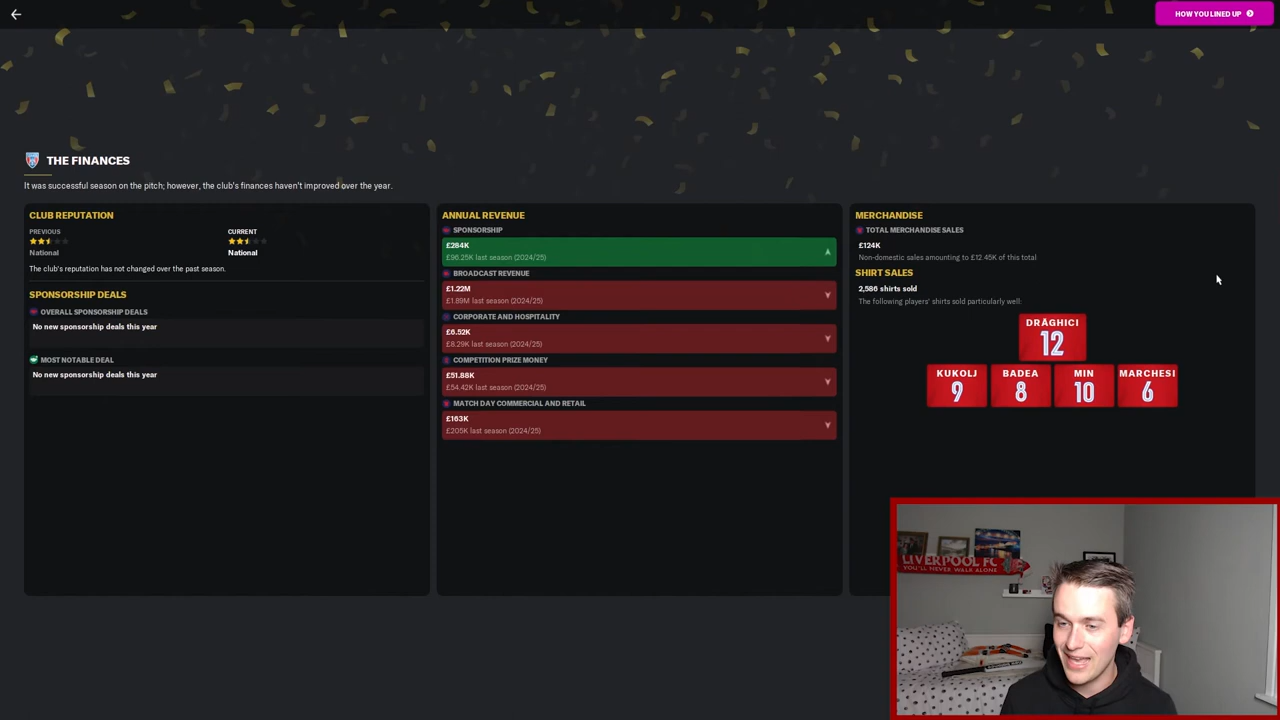 HOW YOU LINED UP
THE FINANCES
It was successful season on the pitch; however, the club's finances haven't improved over the year.
CLUB REPUTATION
PREVIOUS
CURRENT
National
National
The club's reputation has not changed over the past season.
SPONSORSHIP DEALS
OVERALL SPONSORSHIP DEALS
No new sponsorship deals this year
MOST NOTABLE DEAL
No new sponsorship deals this year
ANNUAL REVENUE
SPONSORSHIP
£284K
£96.25K last season (2024/25)
BROADCAST REVENUE
£1.22M
£1.89M last season (2024/25)
CORPORATE AND HOSPITALITY
£6.52K
£8.29K last season (2024/25)
COMPETITION PRIZE MONEY
£51.88K
£54.42K last season (2024/25)
MATCH DAY COMMERCIAL AND RETAIL
£163K
£205K last season (2024/25)
MERCHANDISE
TOTAL MERCHANDISE SALES
£124K
Non-domestic sales amounting to £12.45K of this total
SHIRT SALES
2,586 shirts sold
The following players' shirts sold particularly well:
DRĂGHICI
12
KUKOLJ
9
BADEA
8
MIN
10
MARCHESI
6
LIVERPOOL FC
YOU'LL NEVER WALK ALONE